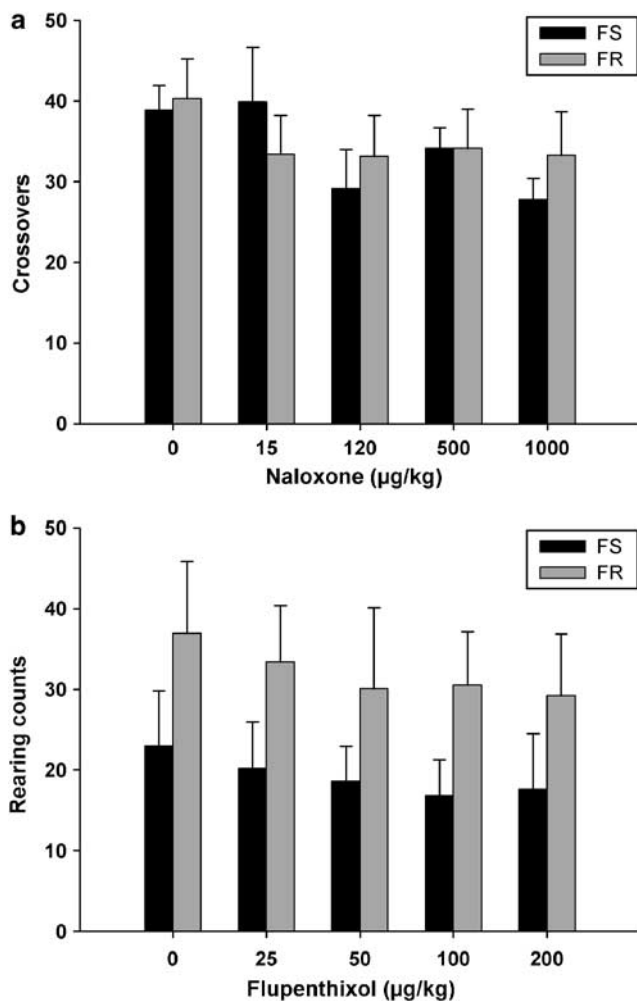 a
50
40
30
20
10
0
Crossovers
FS
FR
0 15 120 500 1000
Naloxone (µg/kg)
b
50
40
30
20
10
0
Rearing counts
FS
FR
0 25 50 100 200
Flupenthixol (µg/kg)